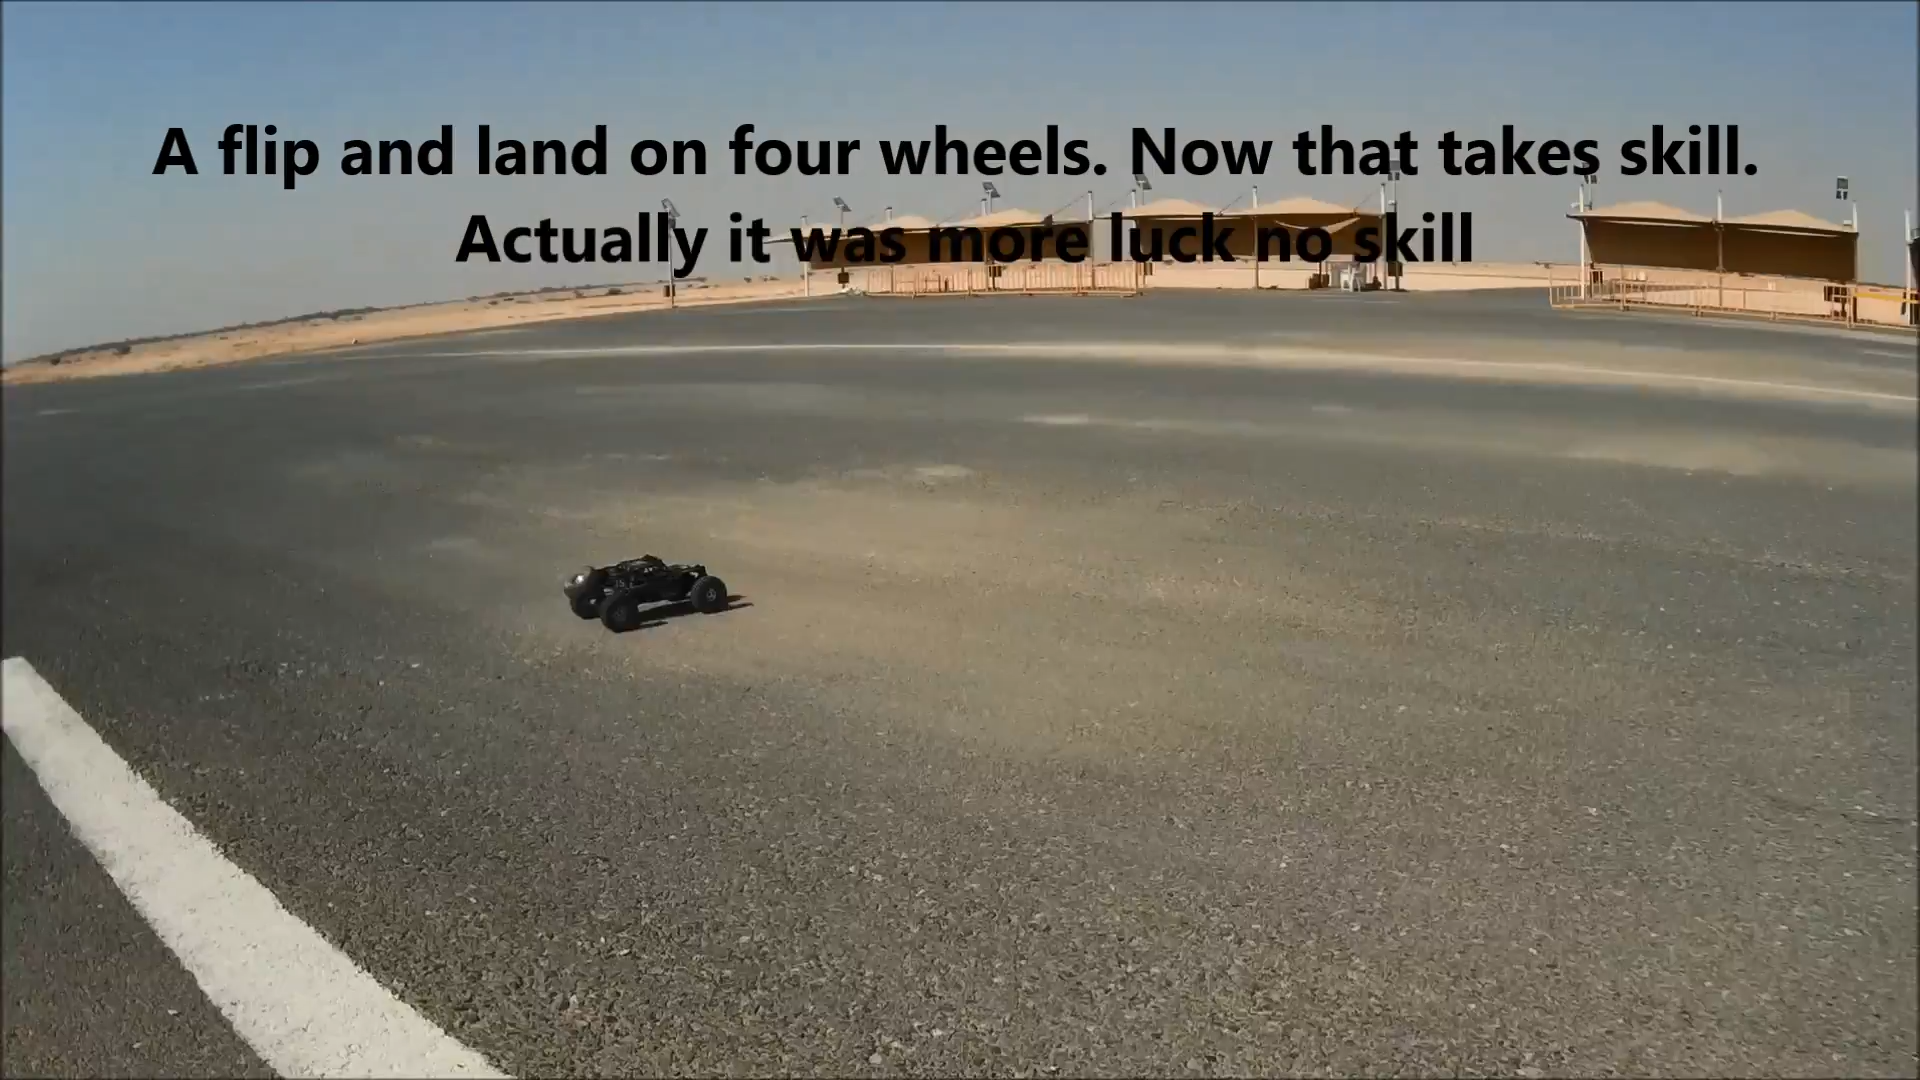 A flip and land on four wheels. Now that takes skill.
Actually it was more luck no skill